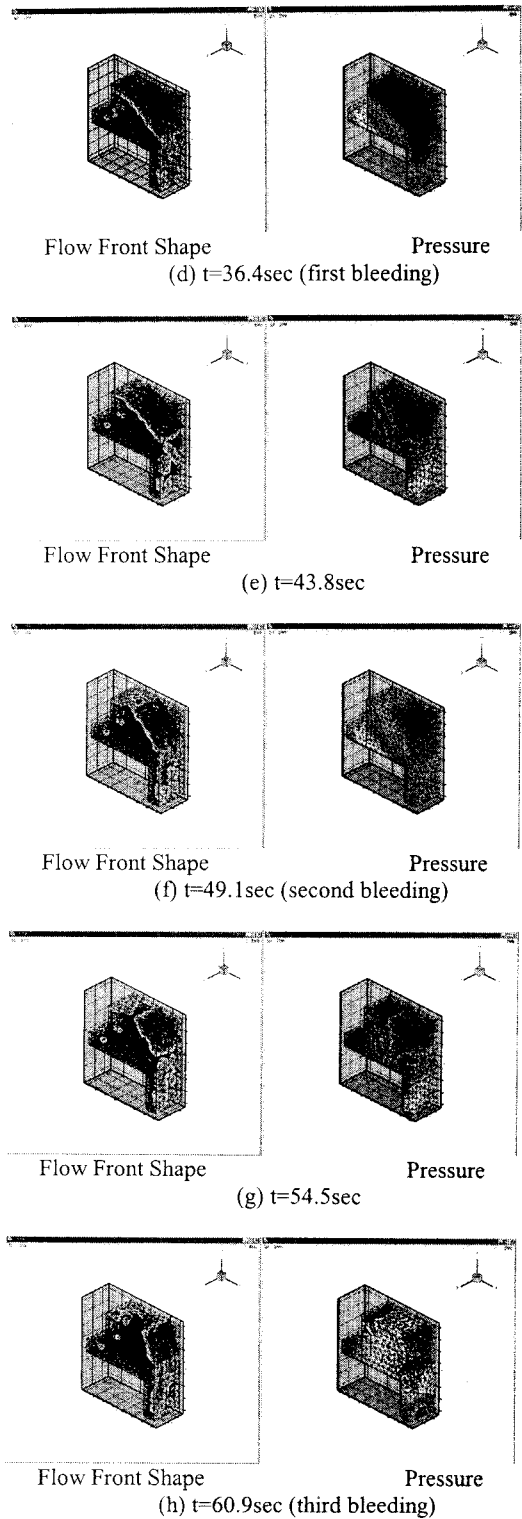 Flow Front Shape Pressure
(d) t=36.4sec (first bleeding)
Flow Front Shape Pressure
(e) t=43.8sec
Flow Front Shape Pressure
(f) t=49.1sec (second bleeding)
Flow Front Shape Pressure
(g) t=54.5sec
Flow Front Shape Pressure
(h) t=60.9sec (third bleeding)